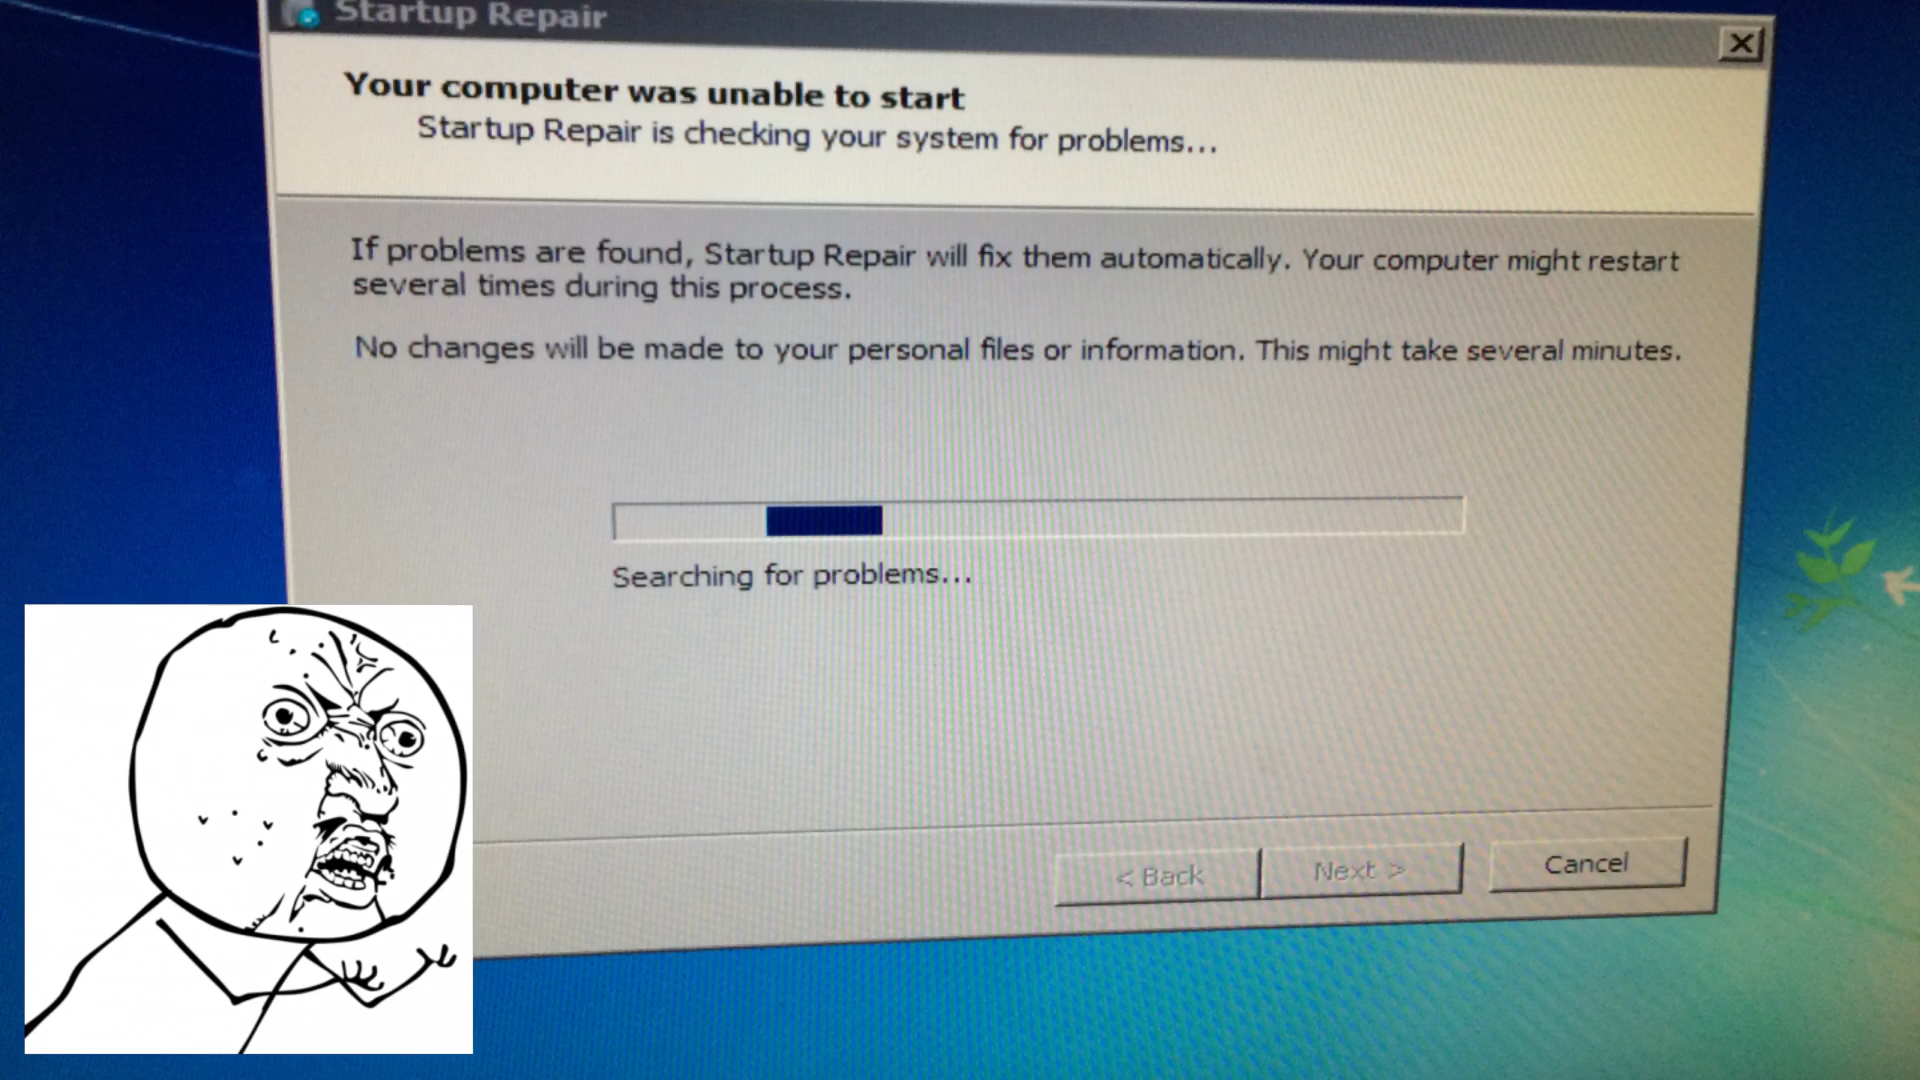 Startup Repair
Your computer was unable to start
Startup Repair is checking your system for problems...
If problems are found, Startup Repair will fix them automatically. Your computer might restart
several times during this process.
No changes will be made to your personal files or information. This might take several minutes.
Searching for problems...
< Back
Next >
Cancel